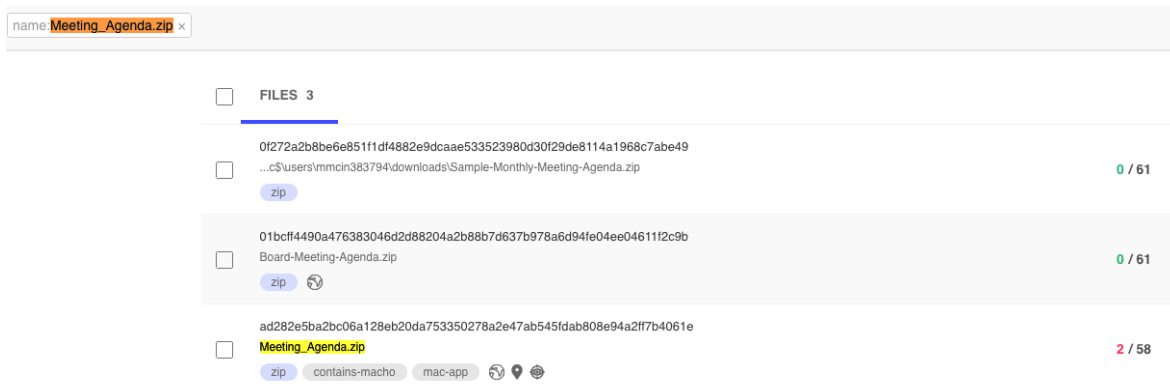 name:Meeting_Agenda.zip ×
FILES 3
0f272a2b8be6e851f1df4882e9dcaae533523980d30f29de8114a1968c7abe49
...c$\users\mmcin383794\downloads\Sample-Monthly-Meeting-Agenda.zip
0 / 61
zip
01bcff4490a476383046d2d88204a2b88b7d637b978a6d94fe04ee04611f2c9b
Board-Meeting-Agenda.zip
0 / 61
zip
ad282e5ba2bc06a128eb20da753350278a2e47ab545fdab808e94a2ff7b4061e
Meeting_Agenda.zip
2 / 58
zip contains-macho mac-app